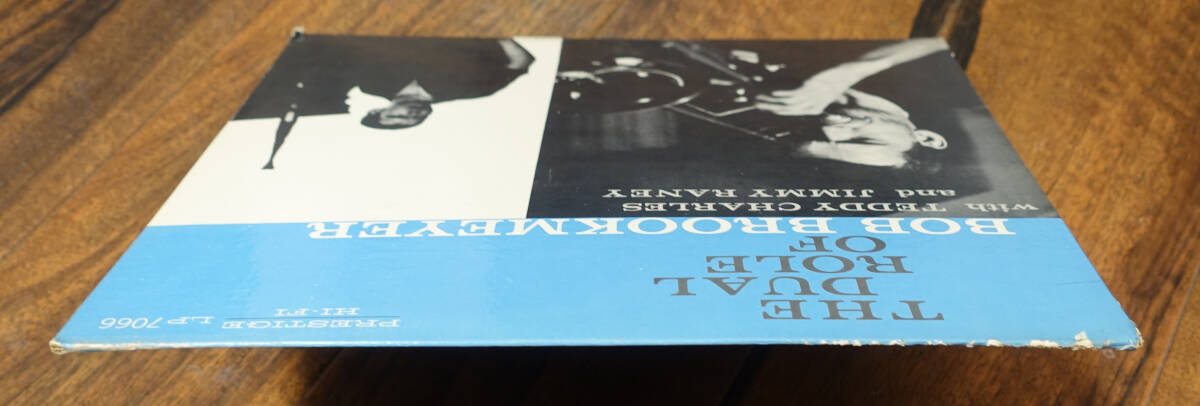 THE
DUAL
ROLE
OF
BOB BROOKMEYER
with TEDDY CHARLES
and JIMMY RANEY
PRESTIGE LP 7066
HI-FI